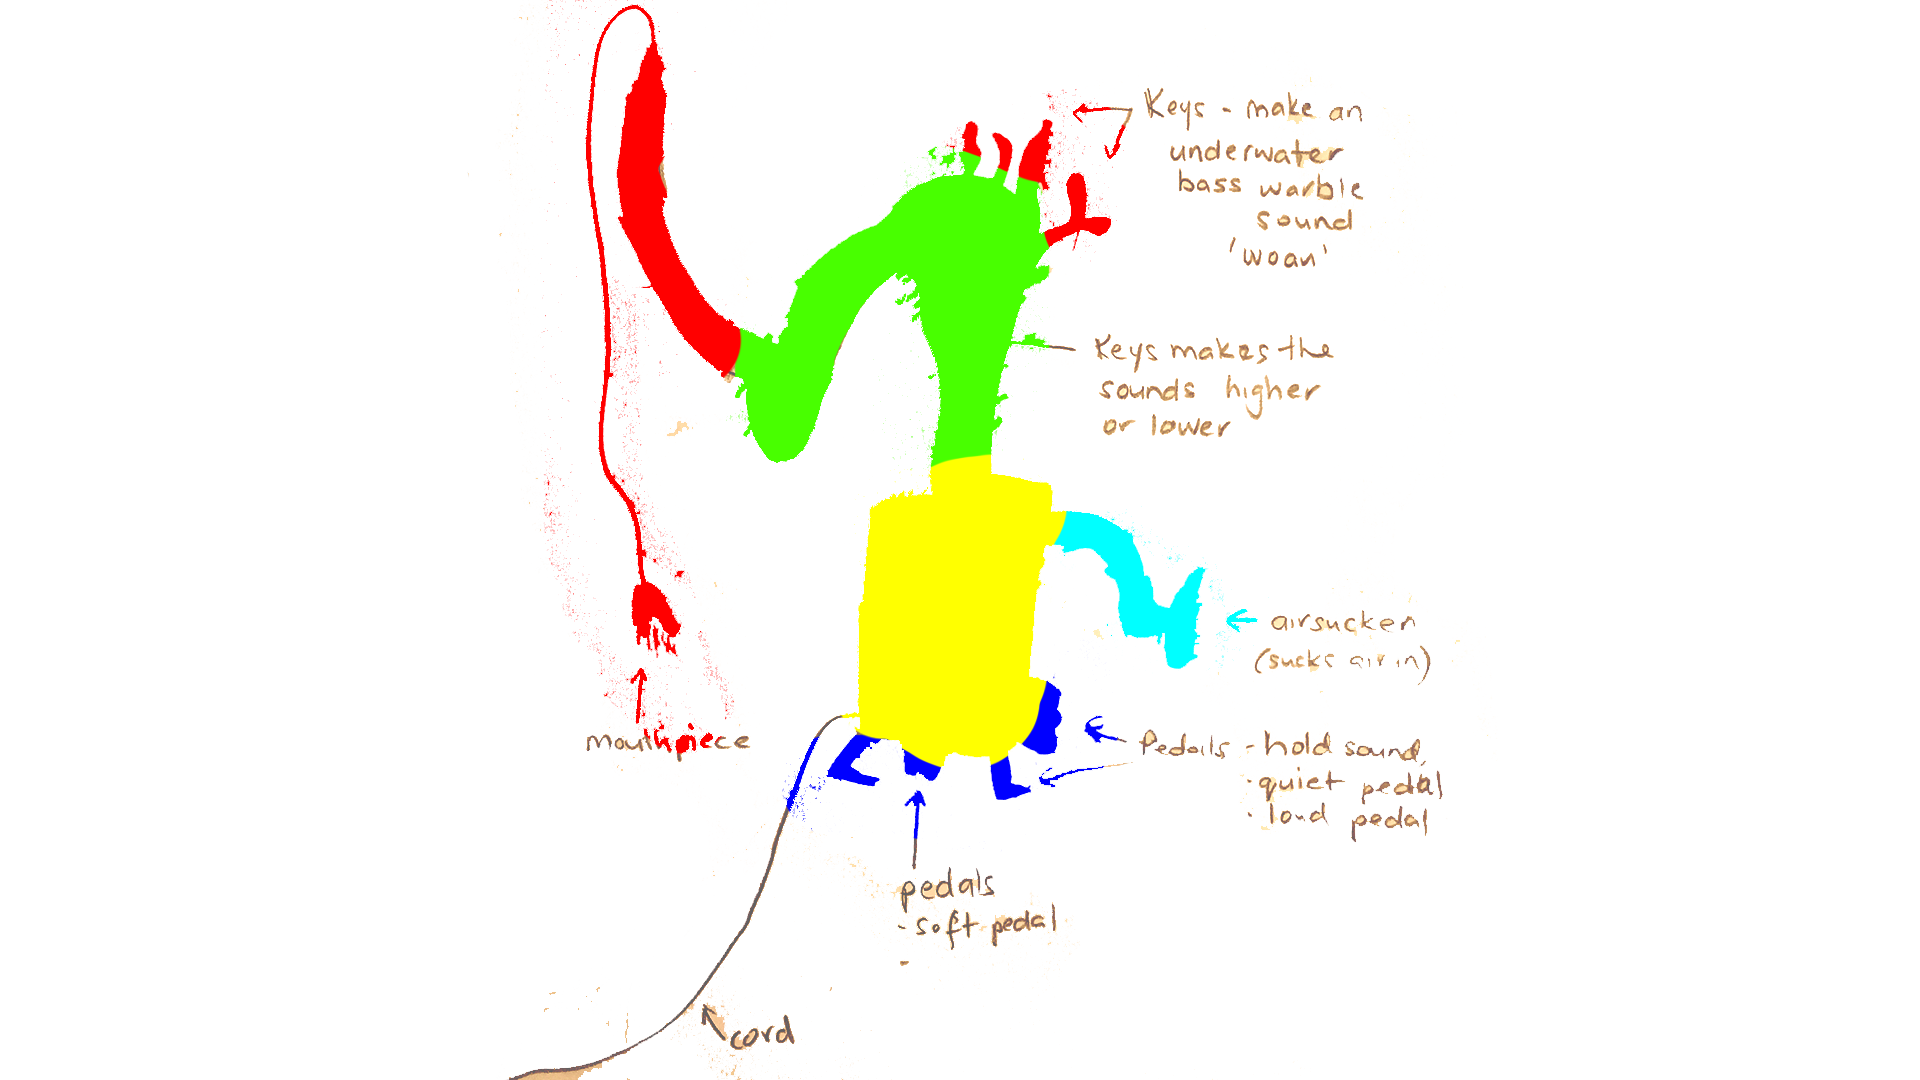 Keys - make an
underwater
bass warble
sound
'woan'
Keys makes the
sounds higher
or lower
airsucker
(sucks air in)
mouthpiece
Pedals - hold sound,
· quiet pedal
· loud pedal
pedals
- soft pedal
-
cord